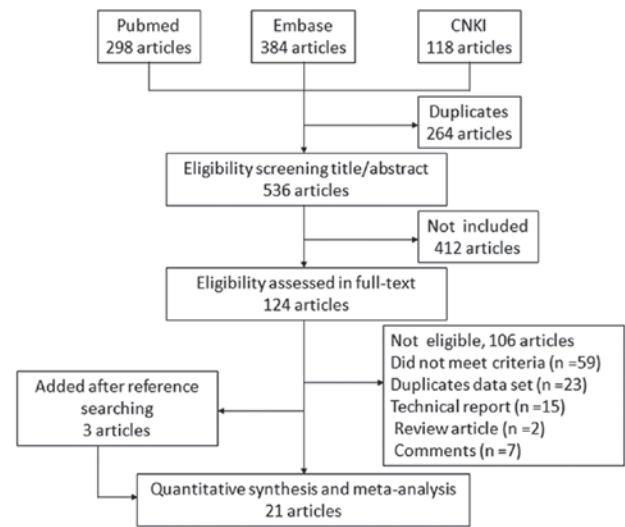 Pubmed
298 articles
Embase
384 articles
CNKI
118 articles
Duplicates
264 articles
Eligibility screening title/abstract
536 articles
Not included
412 articles
Eligibility assessed in full-text
124 articles
Not eligible, 106 articles
Did not meet criteria (n =59)
Duplicates data set (n =23)
Technical report (n =15)
Review article (n =2)
Comments (n =7)
Added after reference
searching
3 articles
Quantitative synthesis and meta-analysis
21 articles